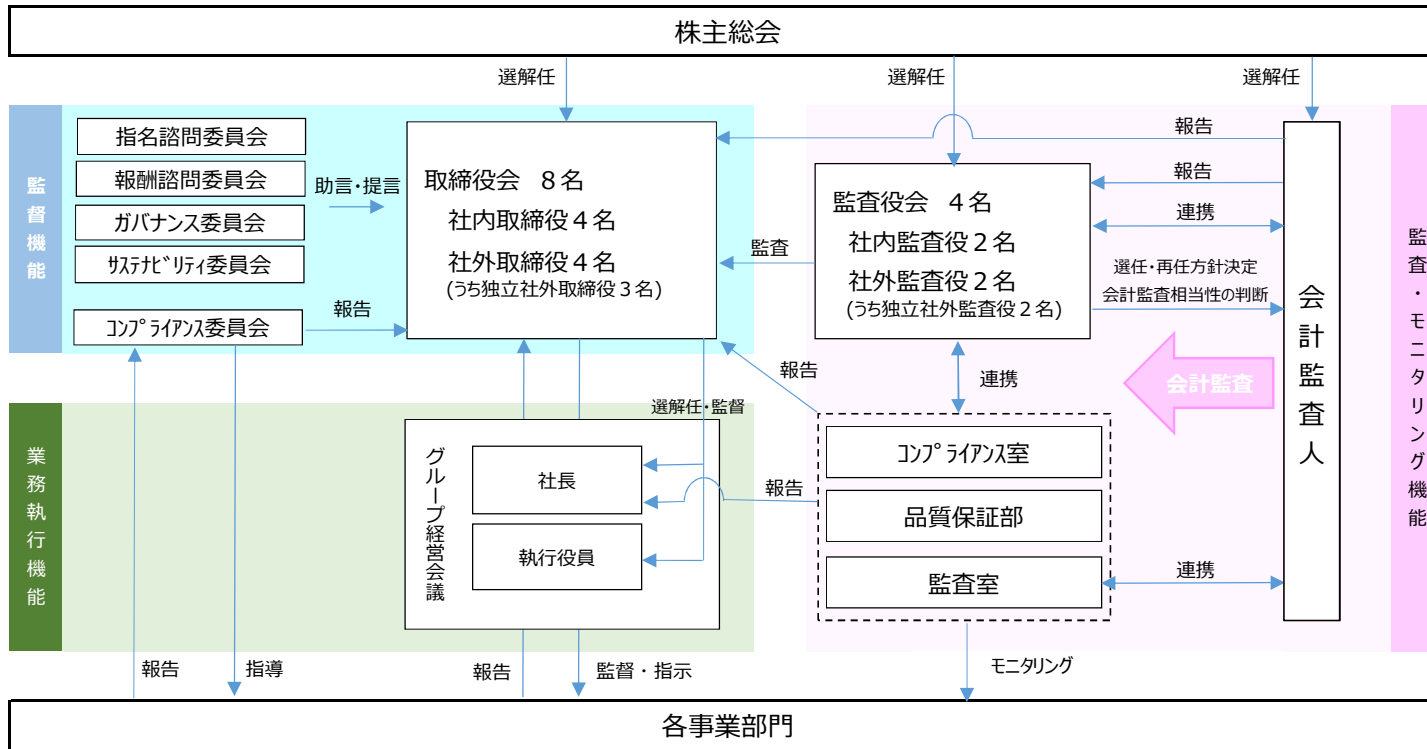 株主総会
選解任
選解任
選解任
監督機能
指名諮問委員会
報酬諮問委員会
ガバナンス委員会
ｻｽﾃﾅﾋﾞﾘﾃｨ委員会
ｺﾝﾌﾟﾗｲｱﾝｽ委員会
助言・提言
報告
取締役会 8名
社内取締役４名
社外取締役４名
(うち独立社外取締役３名)
監査
監査役会 ４名
社内監査役２名
社外監査役２名
(うち独立社外監査役２名)
報告
報告
連携
選任・再任方針決定
会計監査相当性の判断
会計監査人
会計監査
監査・モニタリング機能
連携
報告
業務執行機能
選解任・監督
グループ経営会議
社長
執行役員
報告
ｺﾝﾌﾟﾗｲｱﾝｽ室
品質保証部
監査室
連携
報告
指導
報告
監督・指示
ﾓﾆﾀﾘﾝｸﾞ
各事業部門